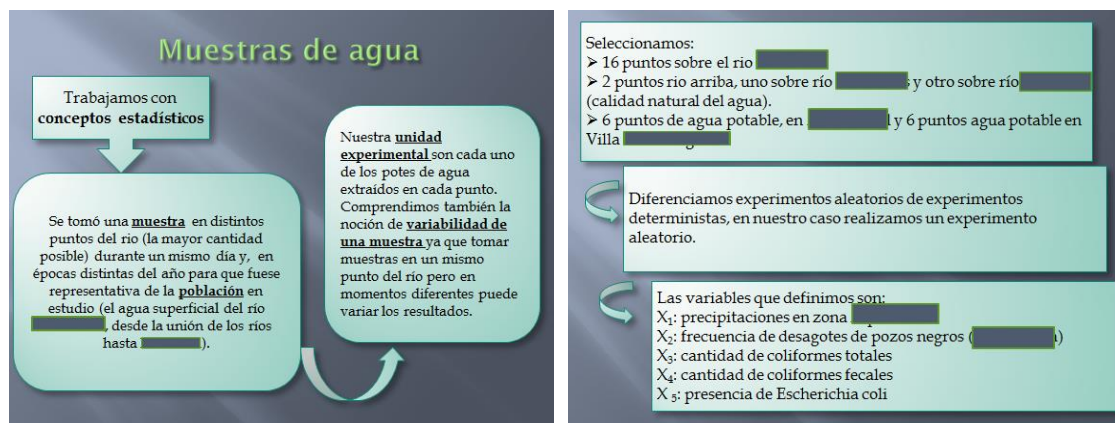 Muestras de agua
Trabajamos con
conceptos estadísticos
Se tomó una muestra en distintos
puntos del rio (la mayor cantidad
posible) durante un mismo día y, en
épocas distintas del año para que fuese
representativa de la población en
estudio (el agua superficial del río
, desde la unión de los ríos
hasta ).
Nuestra unidad
experimental son cada uno
de los potes de agua
extraídos en cada punto.
Comprendimos también la
noción de variabilidad de
una muestra ya que tomar
muestras en un mismo
punto del río pero en
momentos diferentes puede
variar los resultados.
Seleccionamos:
➢ 16 puntos sobre el rio
➢ 2 puntos rio arriba, uno sobre río y otro sobre río
(calidad natural del agua).
➢ 6 puntos de agua potable, en y 6 puntos agua potable en
Villa
Diferenciamos experimentos aleatorios de experimentos
deterministas, en nuestro caso realizamos un experimento
aleatorio.
Las variables que definimos son:
X₁: precipitaciones en zona
X₂: frecuencia de desagotes de pozos negros ( )
X₃: cantidad de coliformes totales
X₄: cantidad de coliformes fecales
X ₅: presencia de Escherichia coli